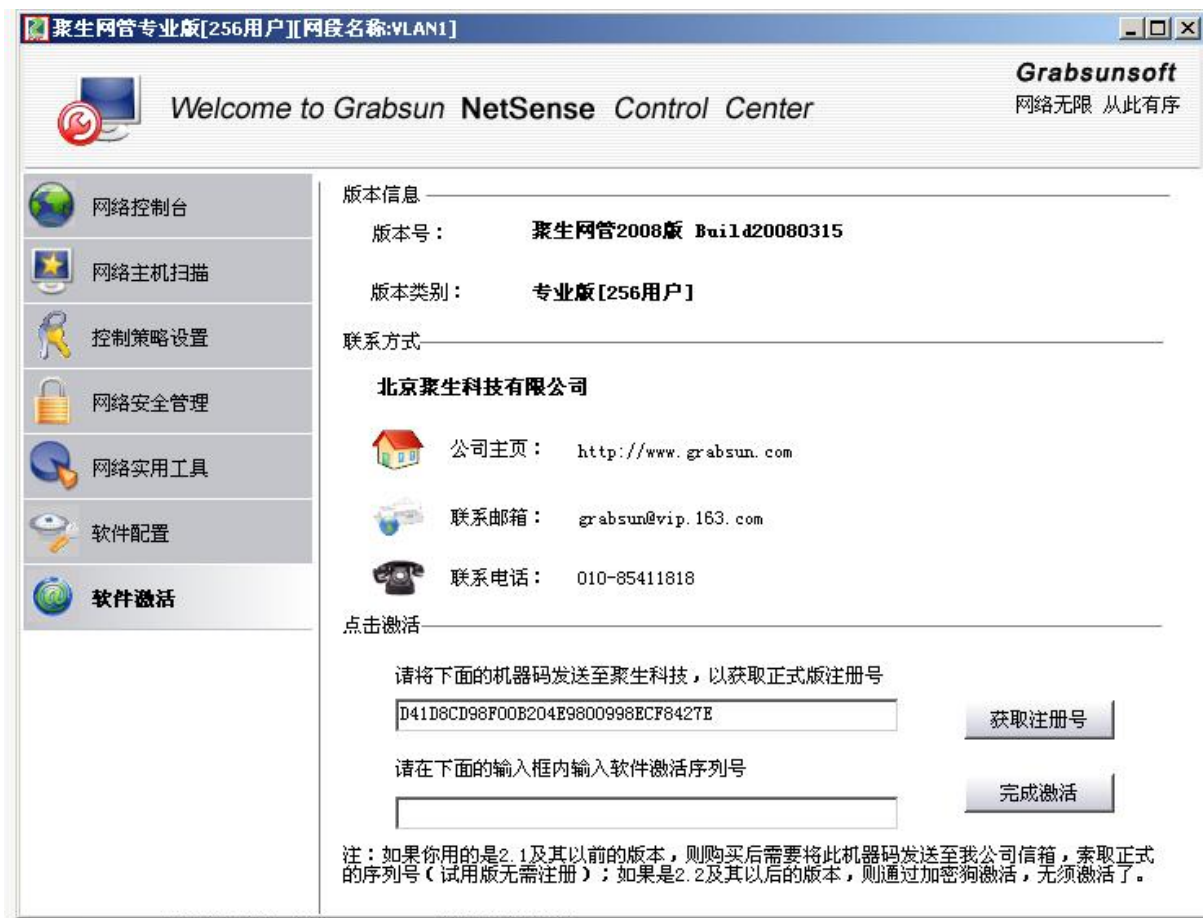 聚生网管专业版[256用户][网段名称:VLAN1]
Grabsunsoft
Welcome to Grabsun NetSense Control Center
网络无限 从此有序
网络控制台
网络主机扫描
控制策略设置
网络安全管理
网络实用工具
软件配置
软件激活
版本信息
版本号： 聚生网管2008版 Build20080315
版本类别： 专业版[256用户]
联系方式
北京聚生科技有限公司
公司主页： http://www.grabsun.com
联系邮箱： grabsun@vip.163.com
联系电话： 010-85411818
点击激活
请将下面的机器码发送至聚生科技，以获取正式版注册号
D41D8CD98F00B204E9800998ECF8427E
获取注册号
请在下面的输入框内输入软件激活序列号
完成激活
注：如果你用的是2.1及其以前的版本，则购买后需要将此机器码发送至我公司信箱，索取正式
的序列号（试用版无需注册）；如果是2.2及其以后的版本，则通过加密狗激活，无须激活了。